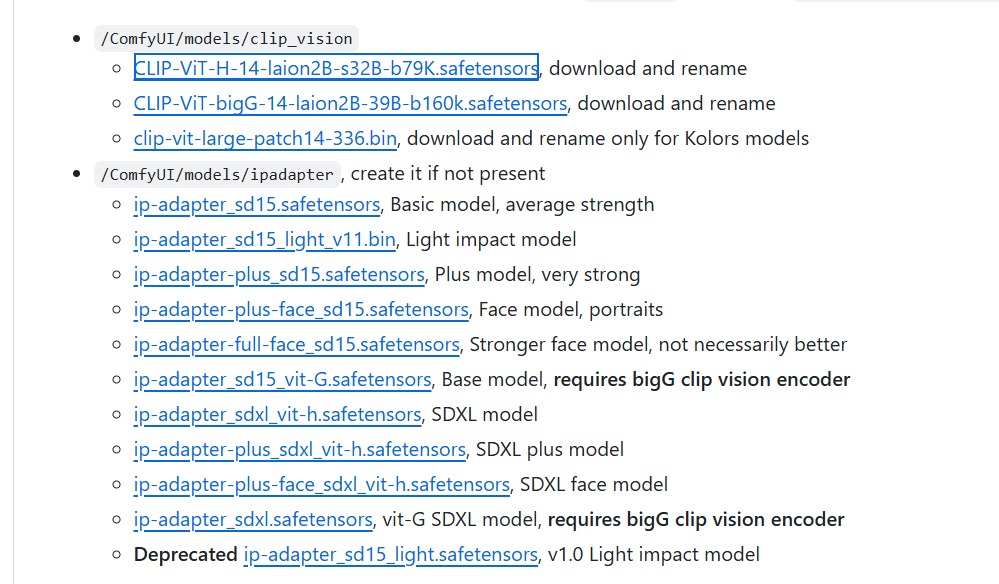 /ComfyUI/models/clip_vision
CLIP-ViT-H-14-laion2B-s32B-b79K.safetensors, download and rename
CLIP-ViT-bigG-14-laion2B-39B-b160k.safetensors, download and rename
clip-vit-large-patch14-336.bin, download and rename only for Kolors models
/ComfyUI/models/ipadapter , create it if not present
ip-adapter_sd15.safetensors, Basic model, average strength
ip-adapter_sd15_light_v11.bin, Light impact model
ip-adapter-plus_sd15.safetensors, Plus model, very strong
ip-adapter-plus-face_sd15.safetensors, Face model, portraits
ip-adapter-full-face_sd15.safetensors, Stronger face model, not necessarily better
ip-adapter_sd15_vit-G.safetensors, Base model, requires bigG clip vision encoder
ip-adapter_sdxl_vit-h.safetensors, SDXL model
ip-adapter-plus_sdxl_vit-h.safetensors, SDXL plus model
ip-adapter-plus-face_sdxl_vit-h.safetensors, SDXL face model
ip-adapter_sdxl.safetensors, vit-G SDXL model, requires bigG clip vision encoder
Deprecated ip-adapter_sd15_light.safetensors, v1.0 Light impact model